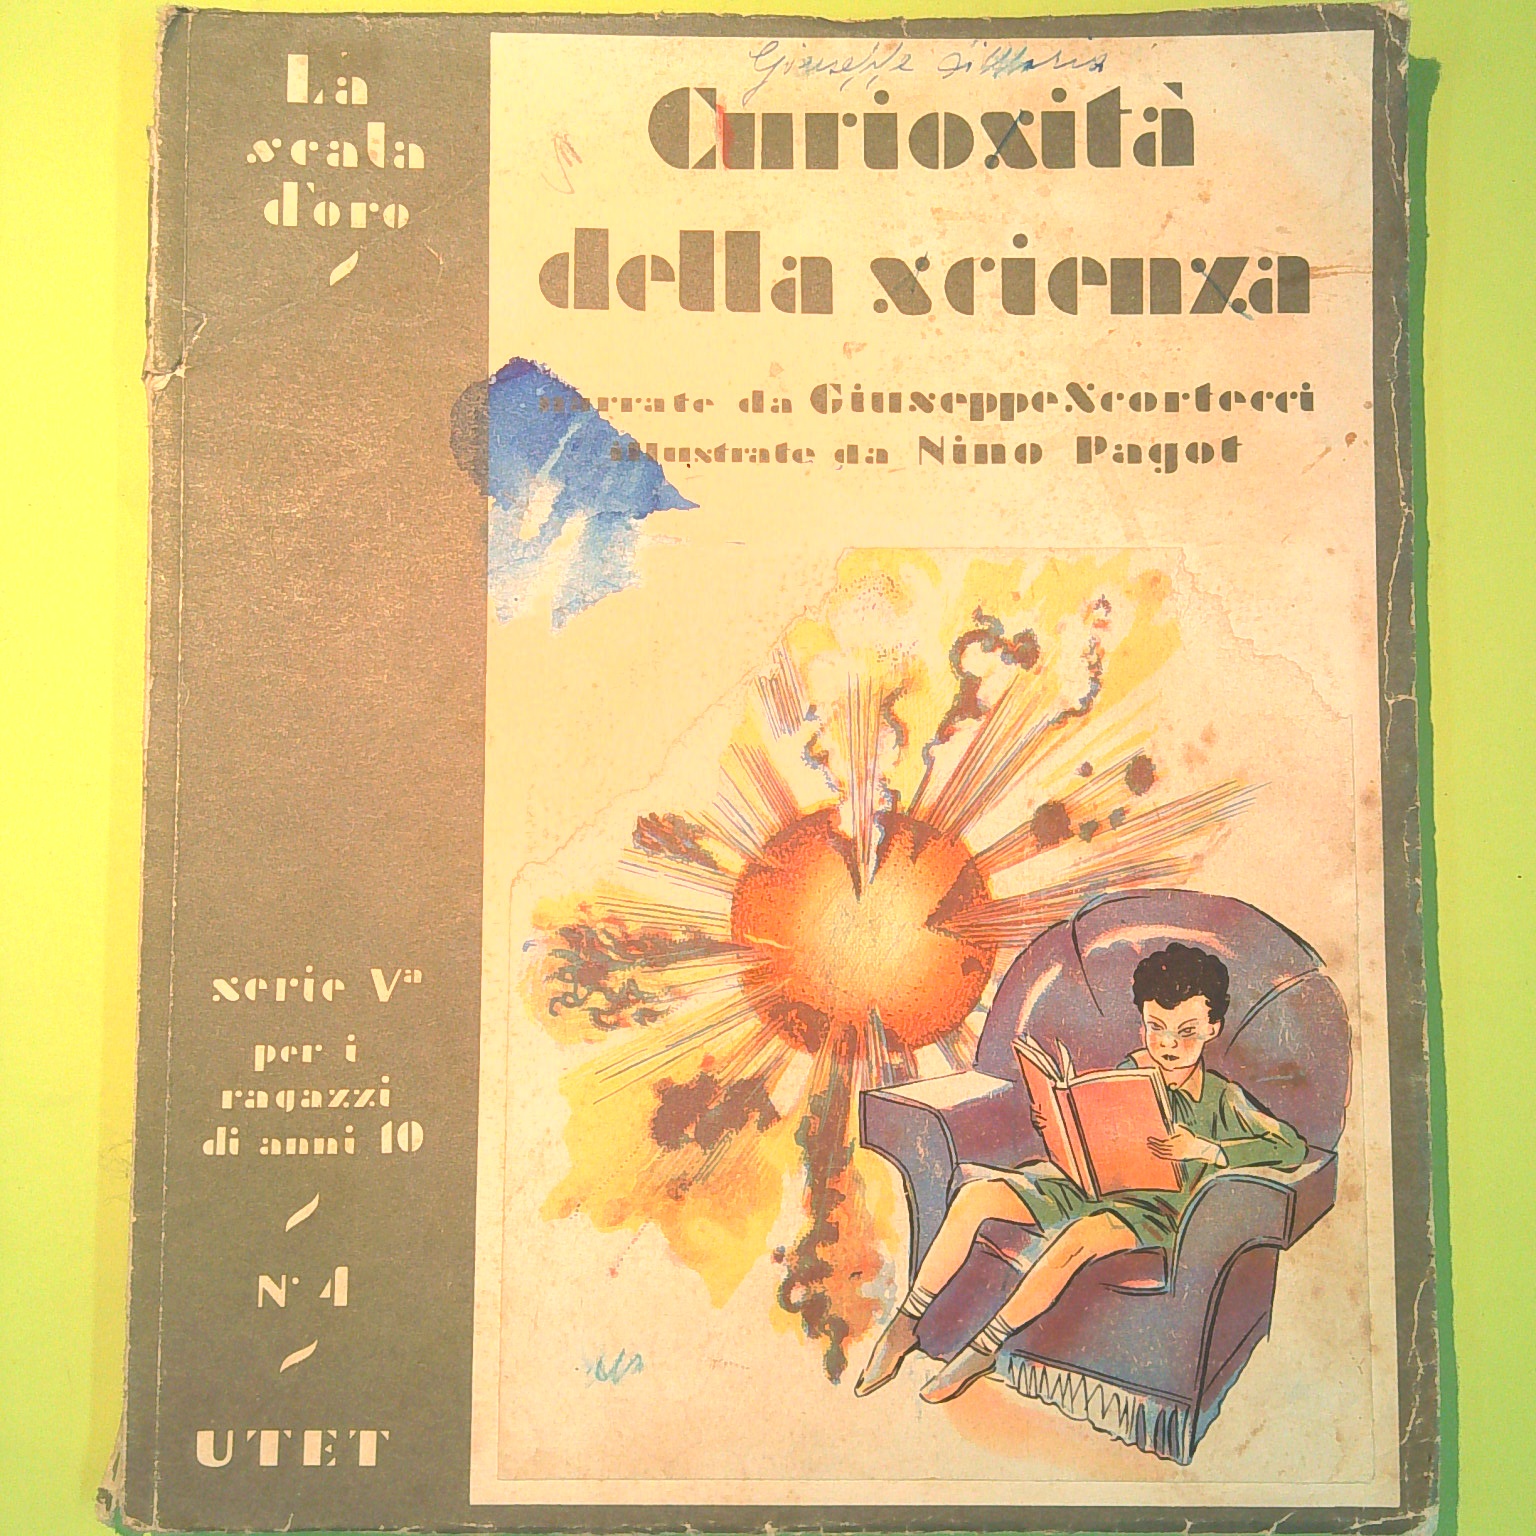 La
scala
d'oro
serie Vª
per i
ragazzi
di anni 10
N. 4
UTET
Giuseppe
Curiosità
della scienza
narrate da Giuseppe Scortecci
illustrate da Nino Pagot